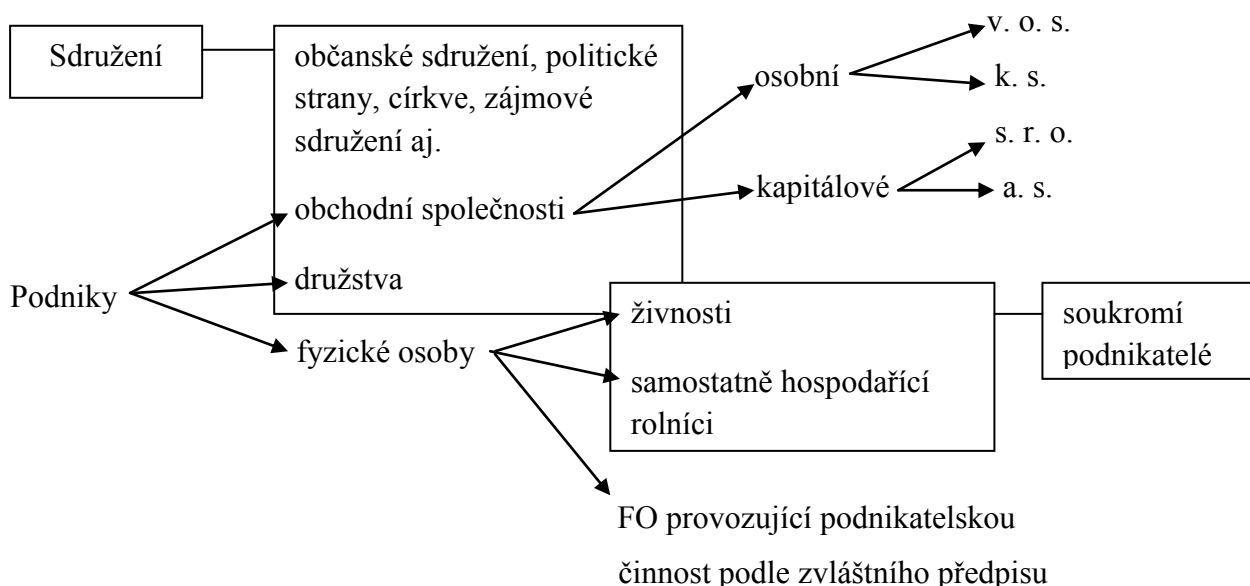 Sdružení
občanské sdružení, politické
strany, církve, zájmové
sdružení aj.
obchodní společnosti
družstva
Podniky
fyzické osoby
osobní
v. o. s.
k. s.
kapitálové
s. r. o.
a. s.
živnosti
samostatně hospodařící
rolníci
soukromí
podnikatelé
FO provozující podnikatelskou
činnost podle zvláštního předpisu